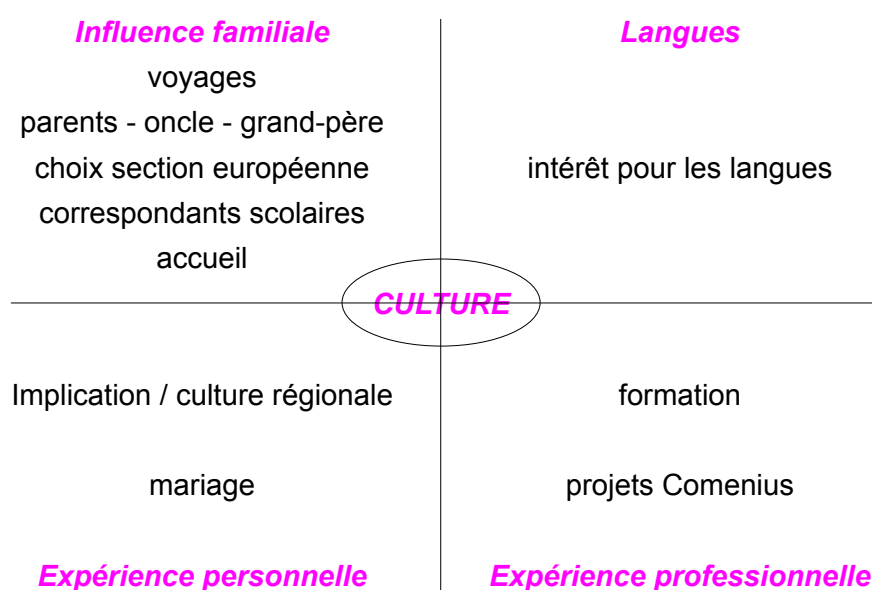 Influence familiale
voyages
parents - oncle - grand-père
choix section européenne
correspondants scolaires
accueil
Langues
intérêt pour les langues
CULTURE
Implication / culture régionale
mariage
Expérience personnelle
formation
projets Comenius
Expérience professionnelle